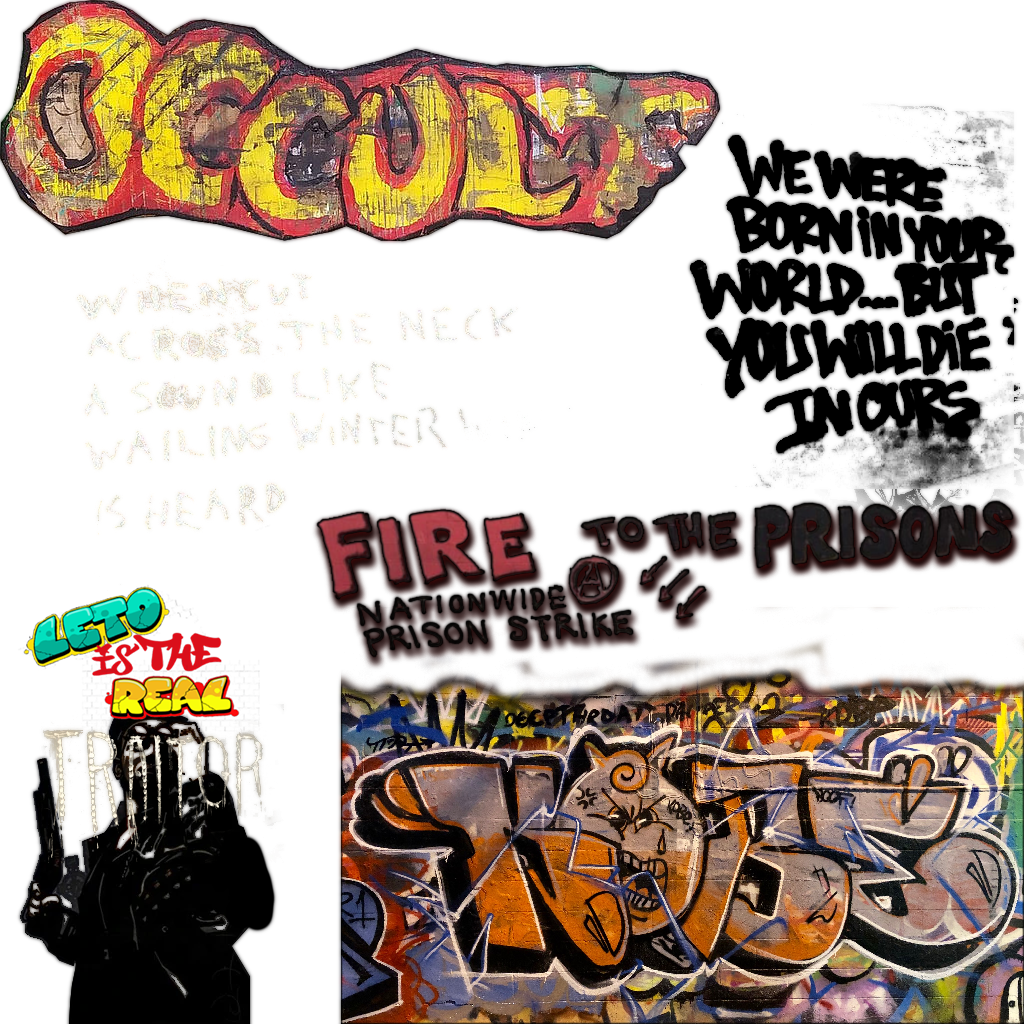 OCCULT
WE WERE
BORN IN YOUR
WORLD.... BUT
YOU WILL DIE
IN OURS
WHEN CUT
ACROSS THE NECK
A SOUND LIKE
WAILING WINTER
IS HEARD
FIRE TO THE PRISONS
NATIONWIDE
PRISON STRIKE
LETO
IS THE
REAL
TRAITOR
DEEPTHROAT